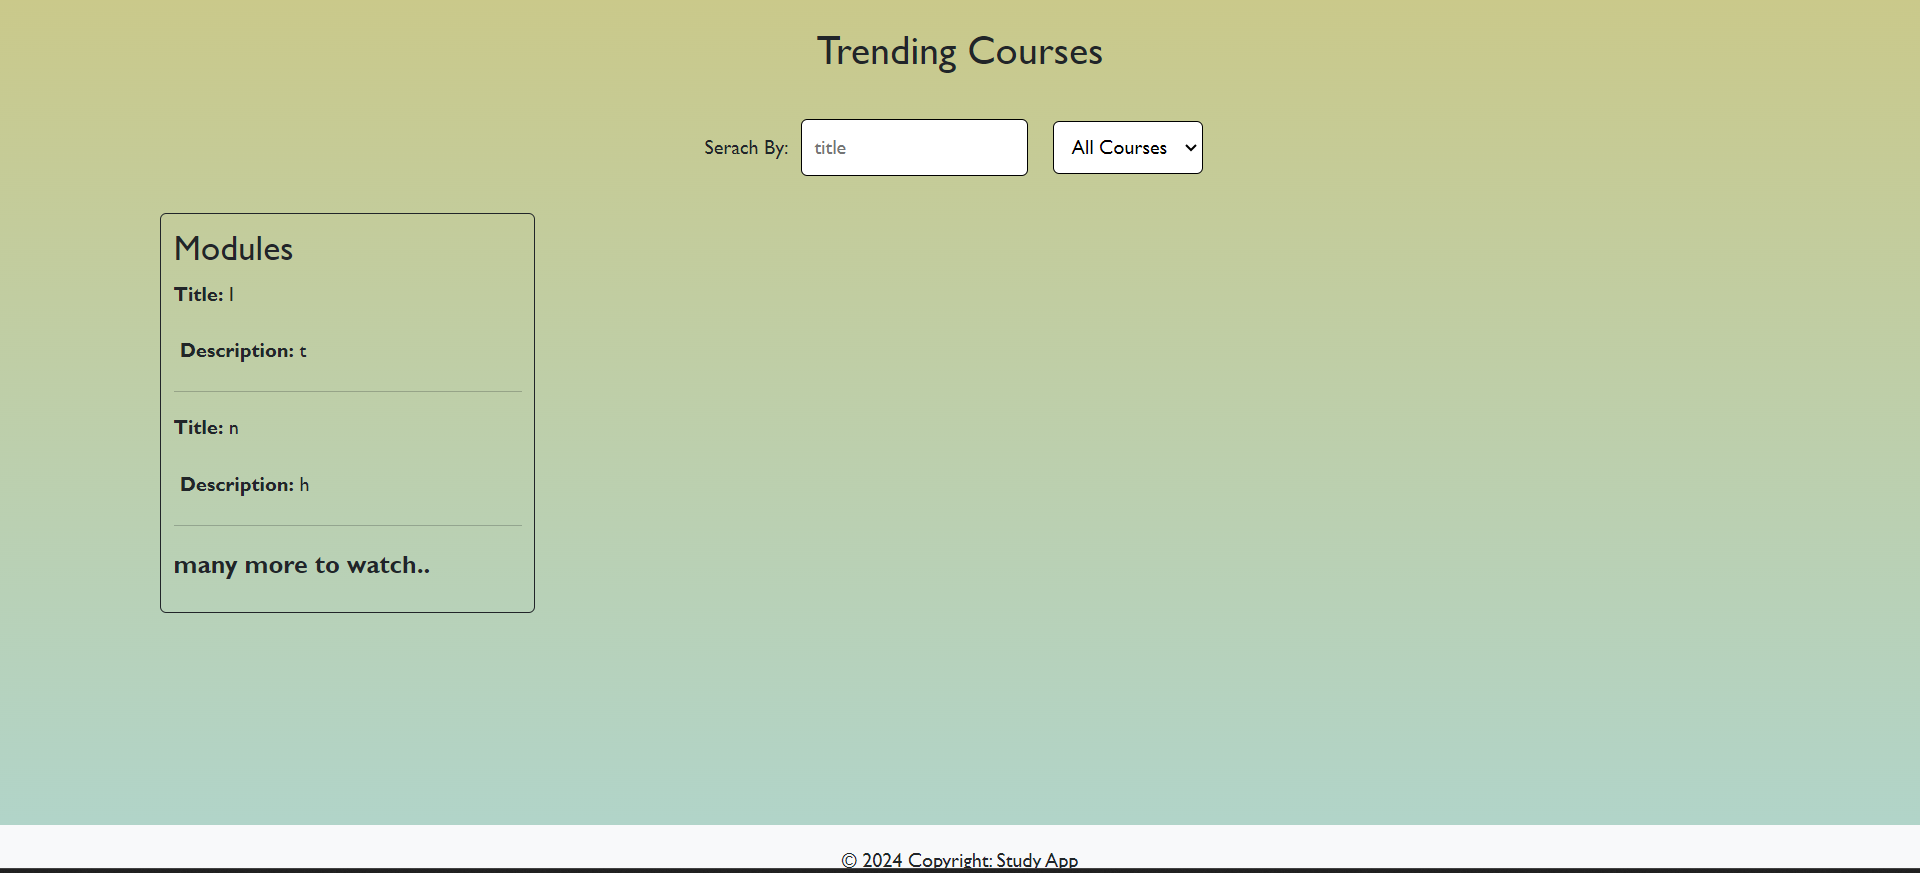 Trending Courses
Serach By: title All Courses
Modules
Title: l
Description: t
Title: n
Description: h
many more to watch..
© 2024 Copyright: Study App